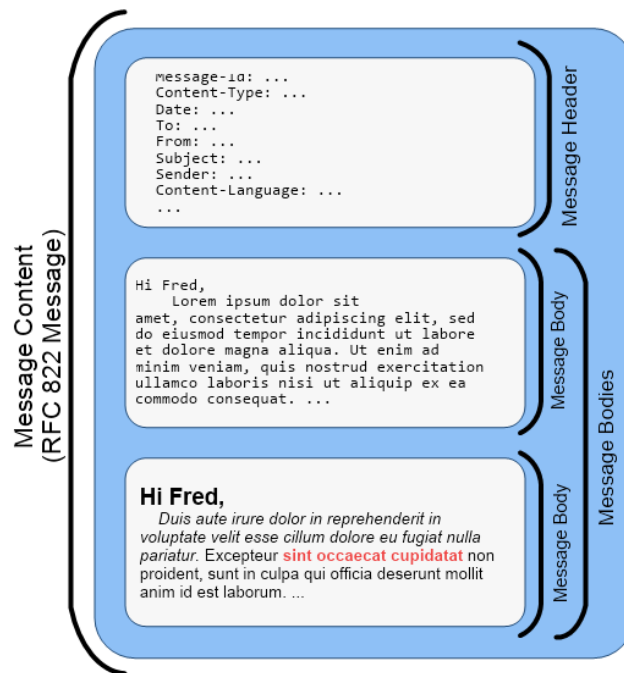 Message-Id: ...
Content-Type: ...
Date: ...
To: ...
From: ...
Subject: ...
Sender: ...
Content-Language: ...
...
Message Header
Message Content
(RFC 822 Message)
Hi Fred,
Lorem ipsum dolor sit
amet, consectetur adipiscing elit, sed
do eiusmod tempor incididunt ut labore
et dolore magna aliqua. Ut enim ad
minim veniam, quis nostrud exercitation
ullamco laboris nisi ut aliquip ex ea
commodo consequat. ...
Message Body
Message Bodies
Hi Fred,
Duis aute irure dolor in reprehenderit in
voluptate velit esse cillum dolore eu fugiat nulla
pariatur. Excepteur sint occaecat cupidatat non
proident, sunt in culpa qui officia deserunt mollit
anim id est laborum. ...
Message Body